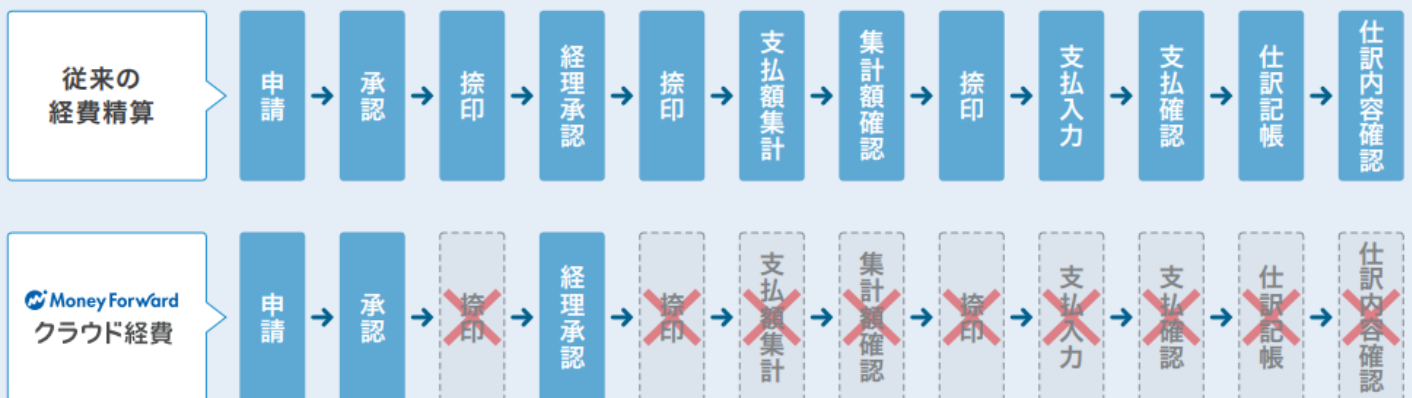 従来の
経費精算
申請
承認
捺印
経理承認
捺印
支払額集計
集計額確認
捺印
支払入力
支払確認
仕訳記帳
仕訳内容確認
Money Forward
クラウド経費
申請
承認
捺印
経理承認
捺印
支払額集計
集計額確認
捺印
支払入力
支払確認
仕訳記帳
仕訳内容確認